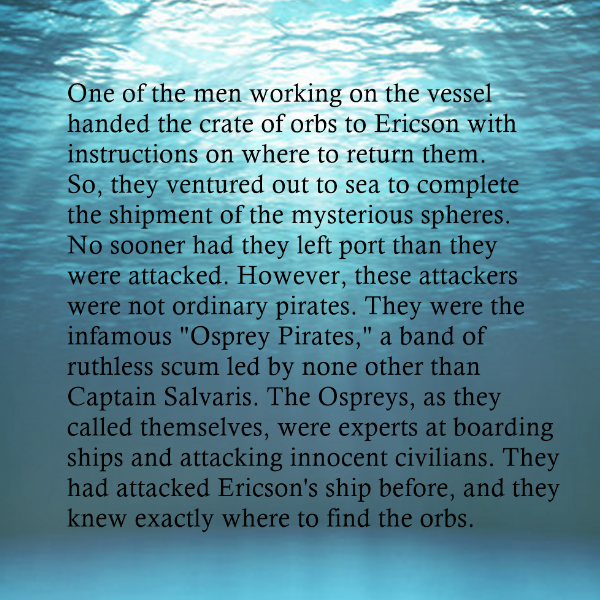 One of the men working on the vessel
handed the crate of orbs to Ericson with
instructions on where to return them.
So, they ventured out to sea to complete
the shipment of the mysterious spheres.
No sooner had they left port than they
were attacked. However, these attackers
were not ordinary pirates. They were the
infamous "Osprey Pirates," a band of
ruthless scum led by none other than
Captain Salvaris. The Ospreys, as they
called themselves, were experts at boarding
ships and attacking innocent civilians. They
had attacked Ericson's ship before, and they
knew exactly where to find the orbs.